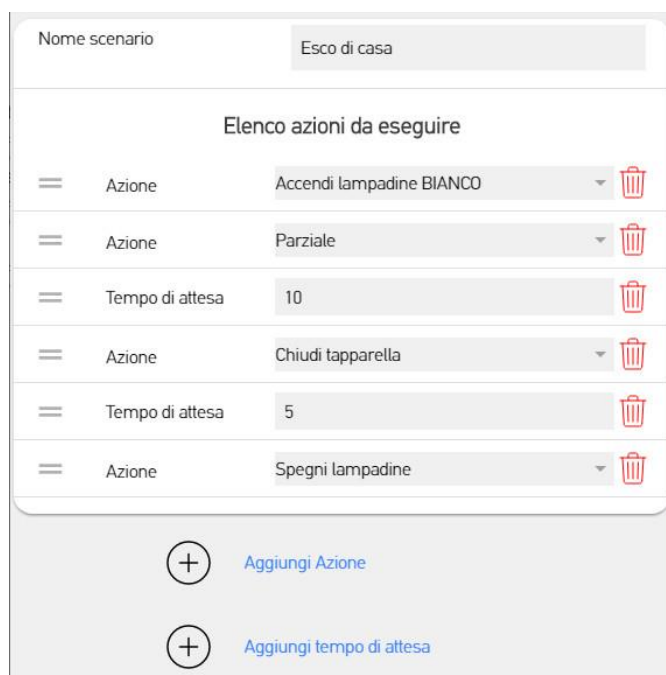 Nome scenario Esco di casa
Elenco azioni da eseguire
Azione Accendi lampadine BIANCO
Azione Parziale
Tempo di attesa 10
Azione Chiudi tapparella
Tempo di attesa 5
Azione Spegni lampadine
Aggiungi Azione
Aggiungi tempo di attesa